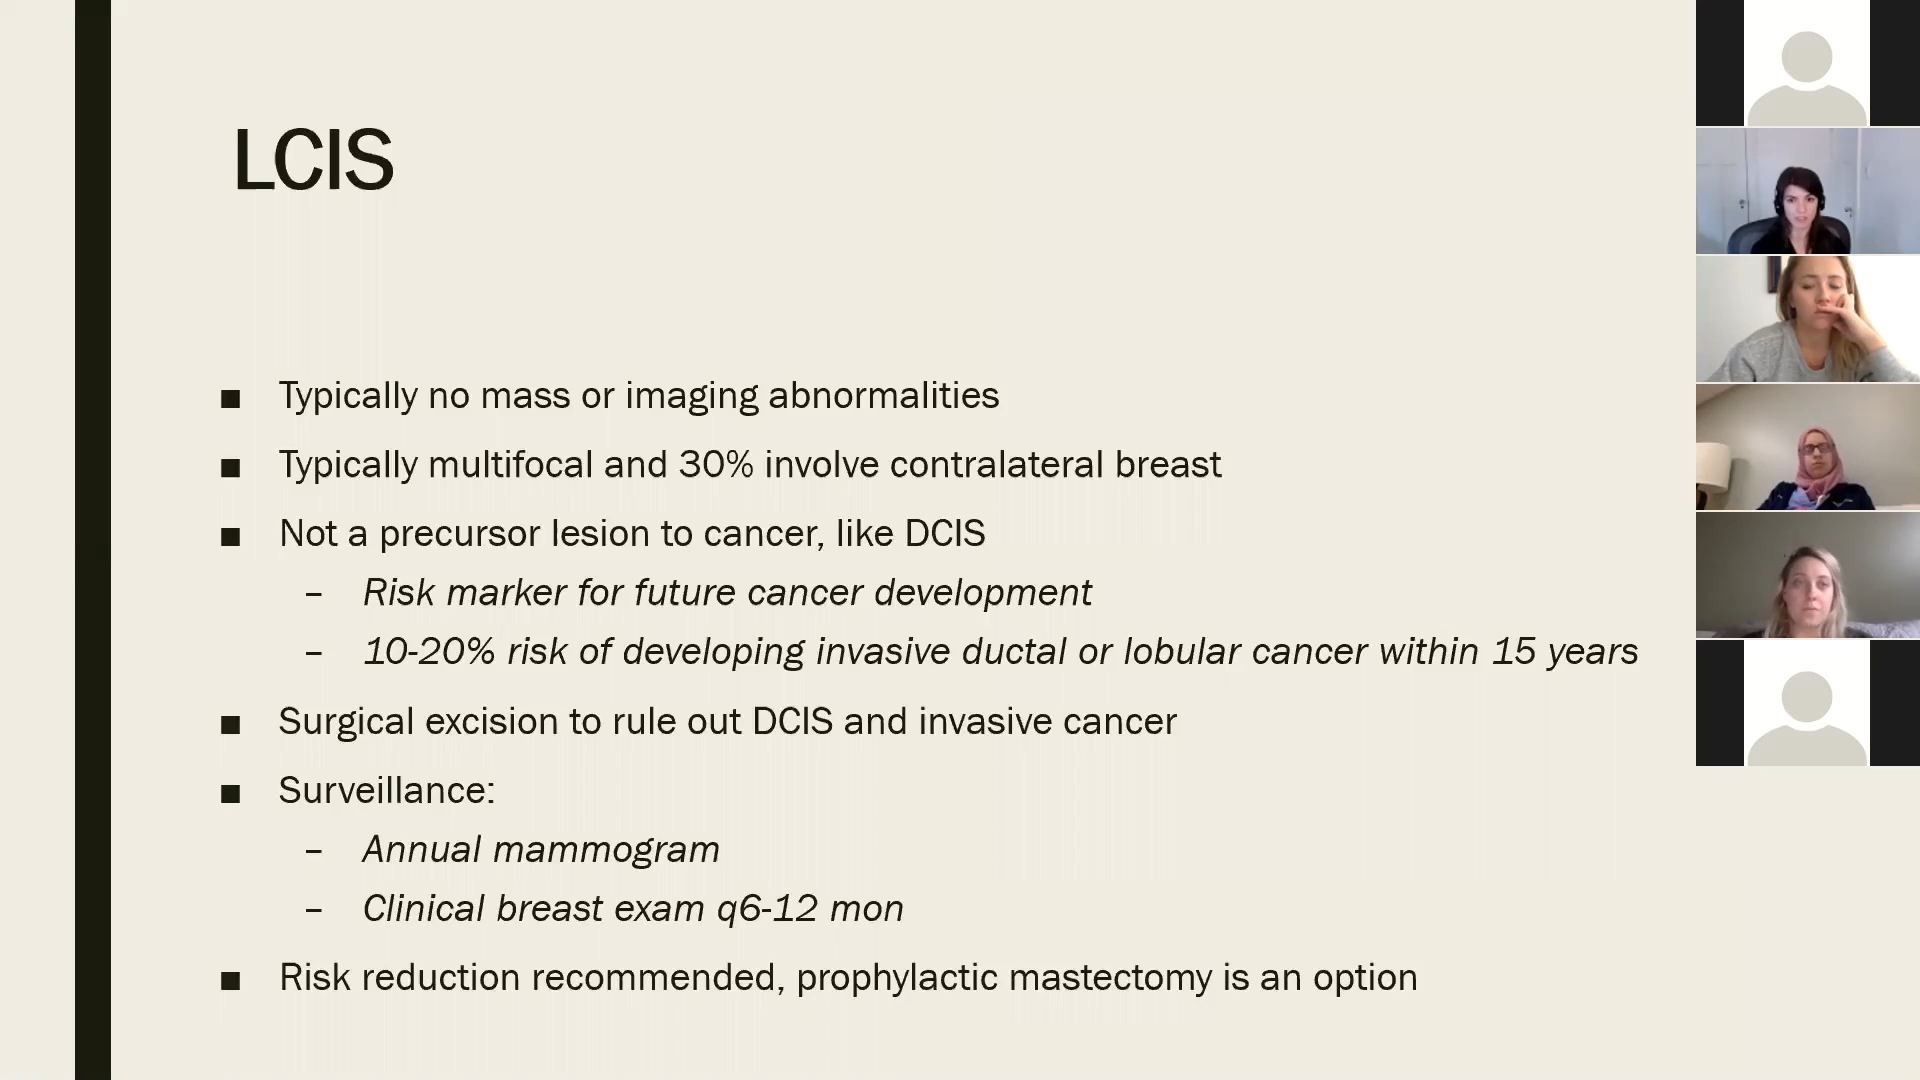 LCIS
■ Typically no mass or imaging abnormalities
■ Typically multifocal and 30% involve contralateral breast
■ Not a precursor lesion to cancer, like DCIS
– Risk marker for future cancer development
– 10-20% risk of developing invasive ductal or lobular cancer within 15 years
■ Surgical excision to rule out DCIS and invasive cancer
■ Surveillance:
– Annual mammogram
– Clinical breast exam q6-12 mon
■ Risk reduction recommended, prophylactic mastectomy is an option